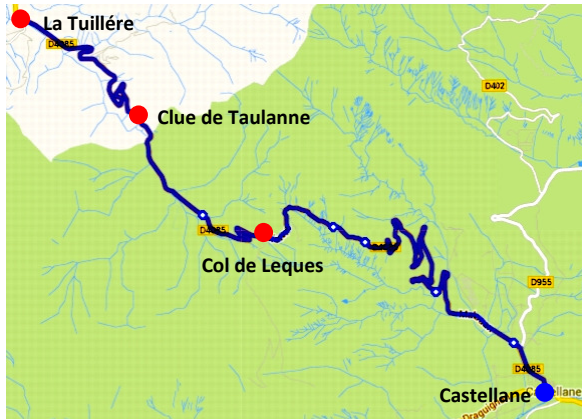 La Tuillére
D4085
D402
Clue de Taulanne
D4085
Col de Leques
D955
D4085
Castellane